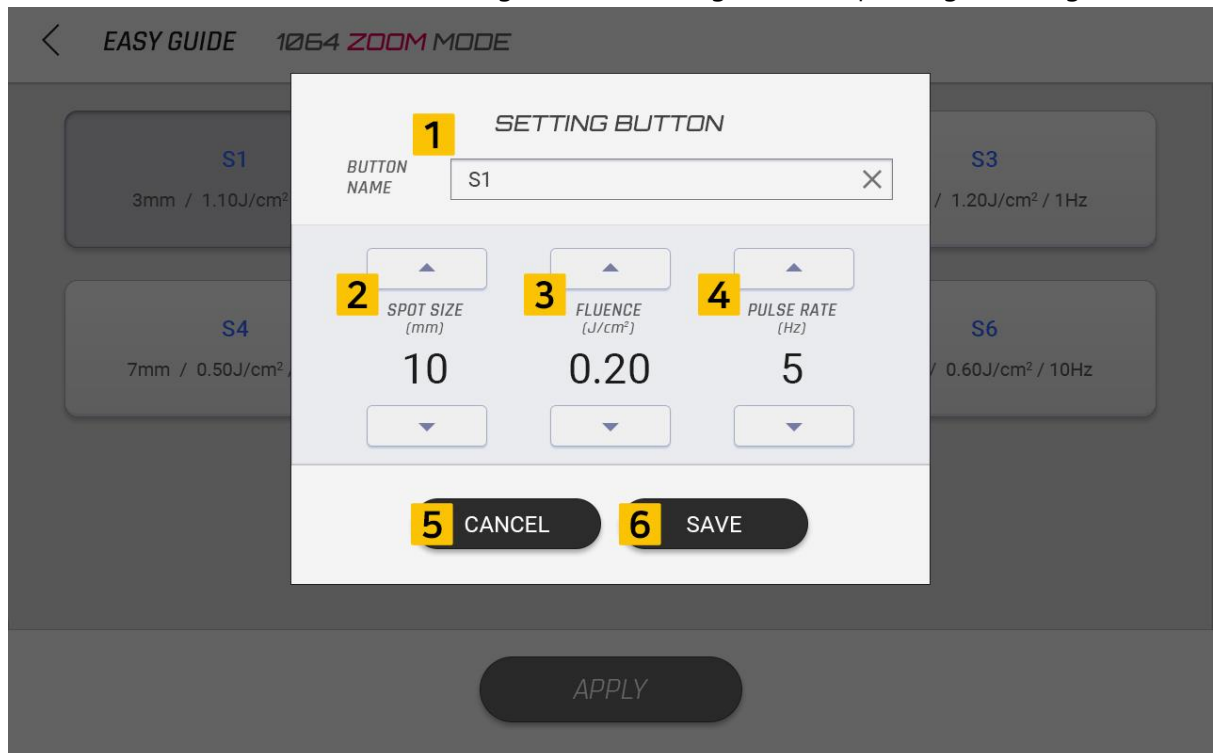 EASY GUIDE 1064 ZOOM MODE
SETTING BUTTON
1
BUTTON
NAME
S1
S1
3mm / 1.10J/cm²
S3
/ 1.20J/cm² / 1Hz
2
SPOT SIZE
(mm)
10
3
FLUENCE
(J/cm²)
0.20
4
PULSE RATE
(Hz)
5
S4
7mm / 0.50J/cm² /
S6
/ 0.60J/cm² / 10Hz
5 CANCEL
6 SAVE
APPLY